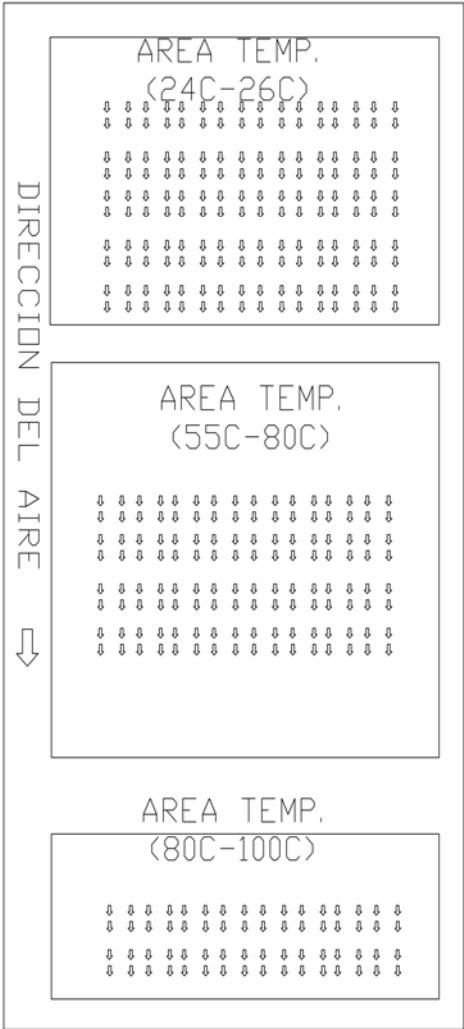 AREA TEMP.
(24C-26C)
DIRECCION DEL AIRE
AREA TEMP.
(55C-80C)
AREA TEMP.
(80C-100C)